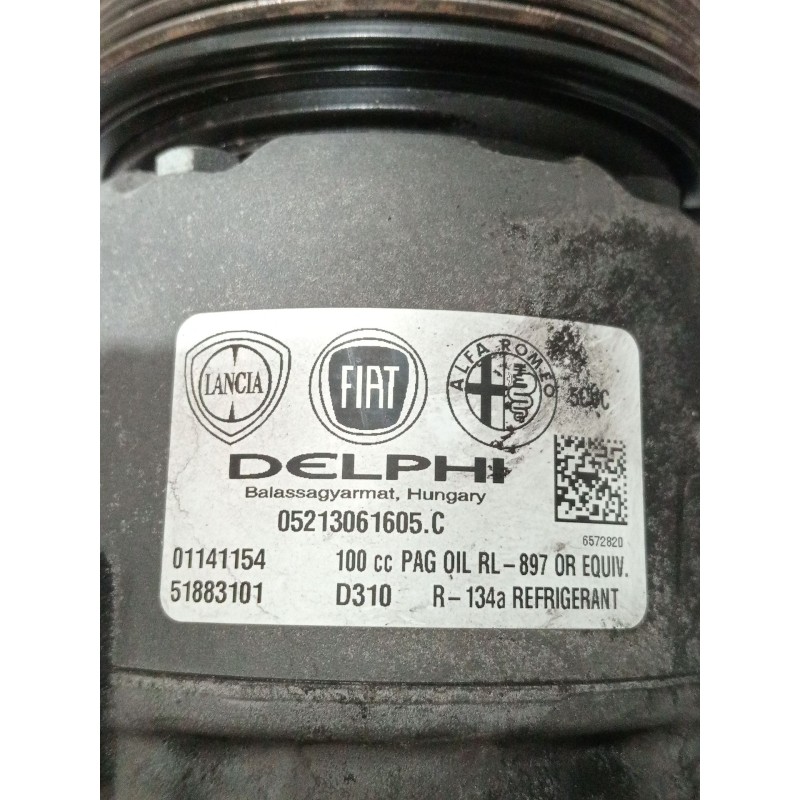 LANCIA
FIAT
ALFA ROMEO
DELPHI
Balassagyarmat, Hungary
05213061605.C
6572820
01141154 100 cc PAG OIL RL-897 OR EQUIV.
51883101 D310 R-134a REFRIGERANT